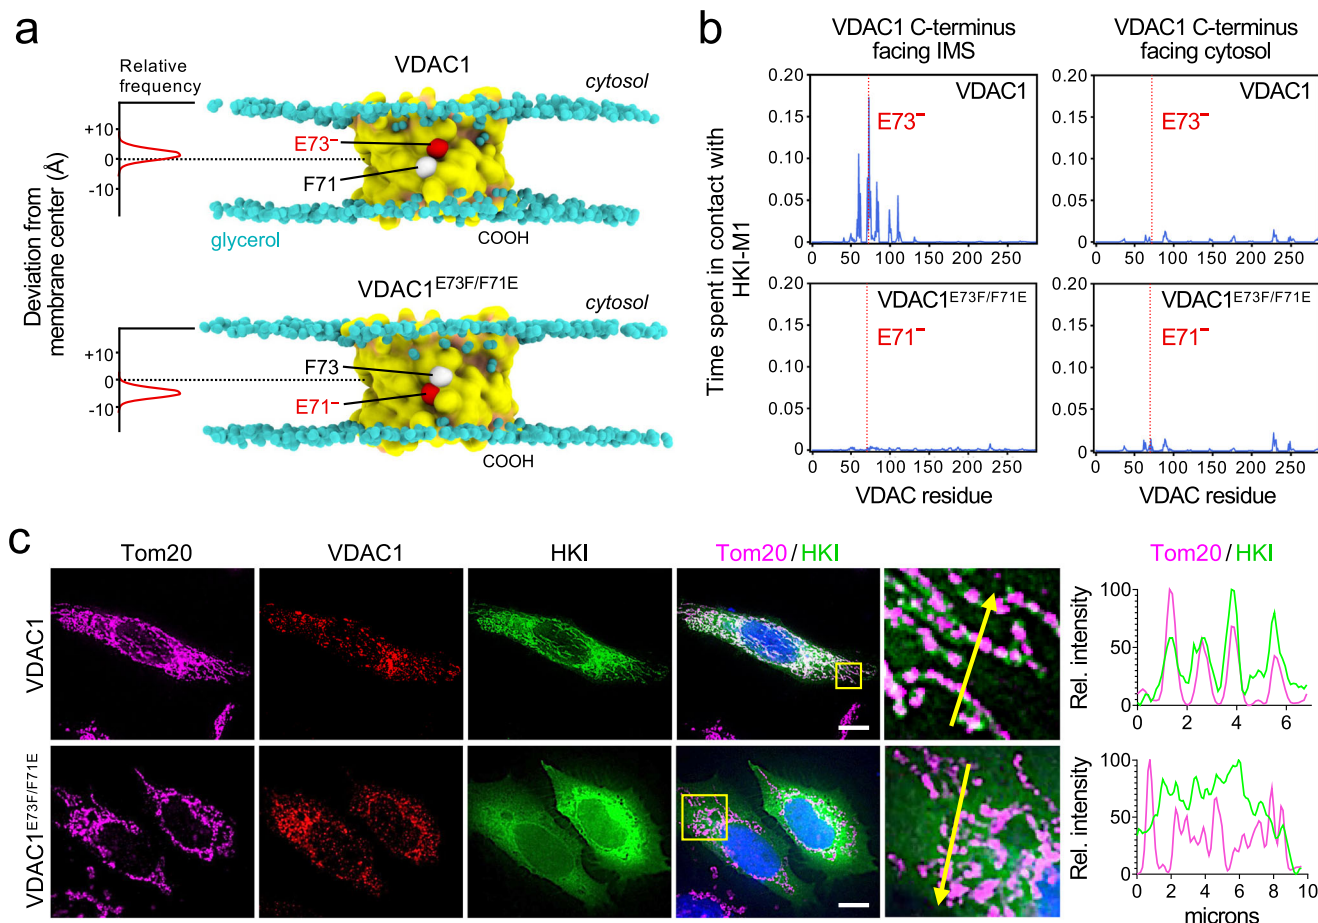 a
Relative
frequency
VDAC1
cytosol
+10
0
-10
E73⁻
F71
glycerol
COOH
Deviation from
membrane center (Å)
VDAC1E73F/F71E
cytosol
+10
0
-10
F73
E71⁻
COOH
b
VDAC1 C-terminus
facing IMS
VDAC1 C-terminus
facing cytosol
Time spent in contact with
HKI-M1
0.20
0.15
0.10
0.05
0
VDAC1
E73⁻
0 50 100 150 200 250
0.20
0.15
0.10
0.05
0
VDAC1
E73⁻
0 50 100 150 200 250
0.20
0.15
0.10
0.05
0
VDAC1E73F/F71E
E71⁻
0 50 100 150 200 250
VDAC residue
0.20
0.15
0.10
0.05
0
VDAC1E73F/F71E
E71⁻
0 50 100 150 200 250
VDAC residue
c
Tom20 VDAC1 HKI Tom20/HKI Tom20/HKI
VDAC1
Rel. intensity
100
50
0
0 2 4 6
VDAC1E73F/F71E
Rel. intensity
100
50
0
0 2 4 6 8 10
microns